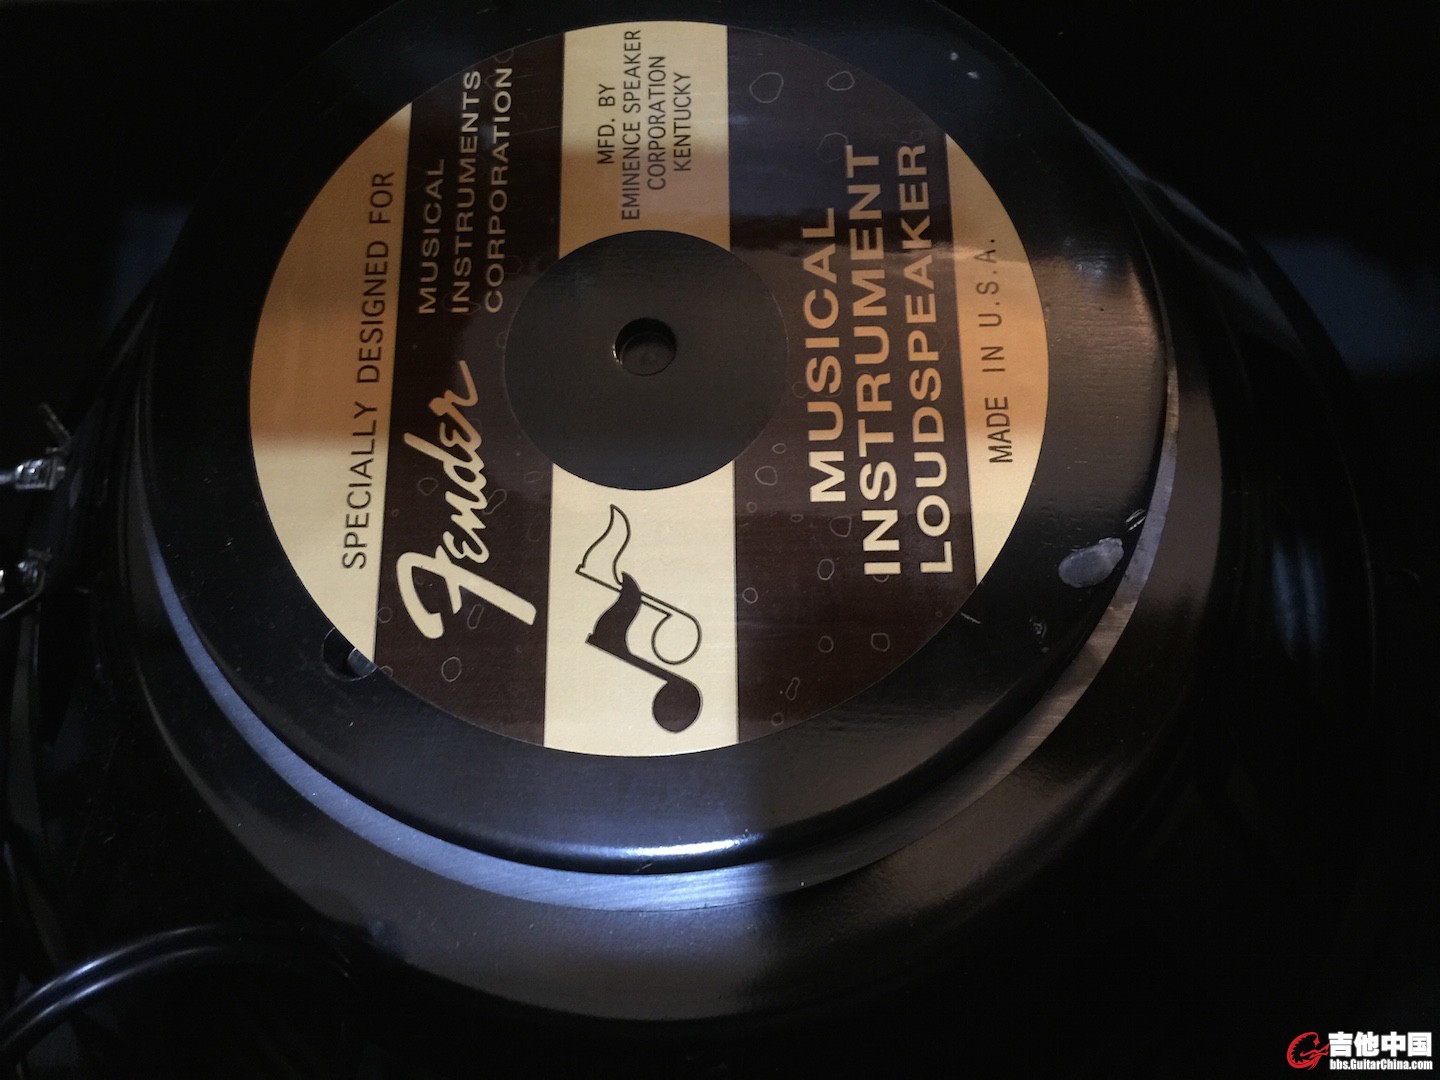 SPECIALLY DESIGNED FOR
Fender
MUSICAL
INSTRUMENTS
CORPORATION
MFD. BY
EMINENCE SPEAKER
CORPORATION
KENTUCKY
MUSICAL
INSTRUMENT
LOUDSPEAKER
MADE IN U.S.A.
吉他中国
bbs.GuitarChina.com